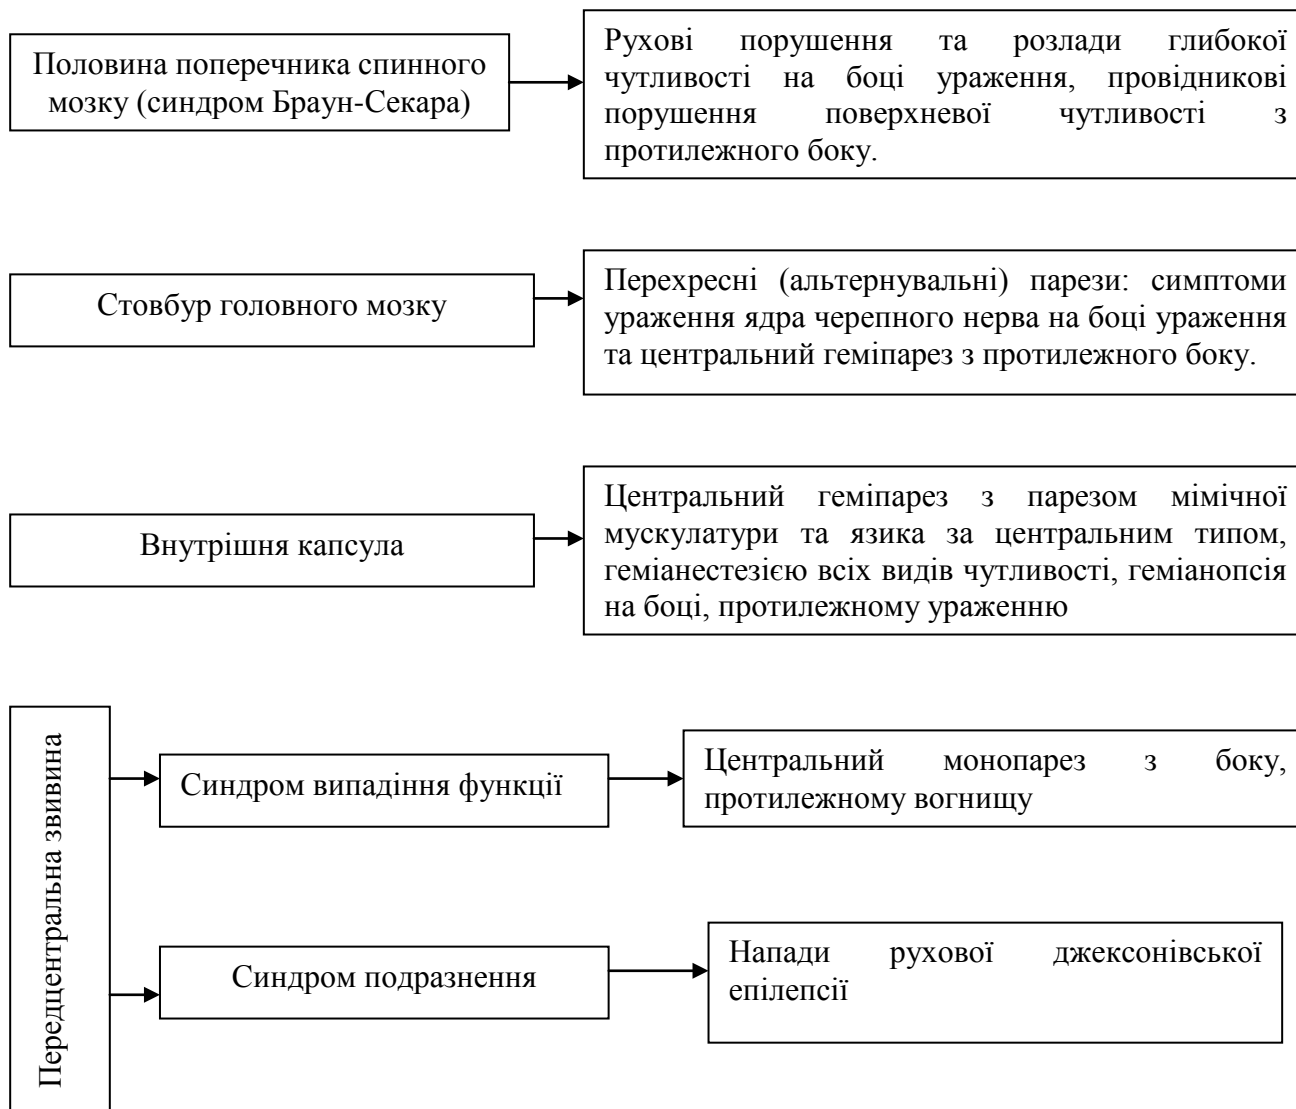 Половина поперечника спинного
мозку (синдром Браун-Секара)
Рухові порушення та розлади глибокої
чутливості на боці ураження, провідникові
порушення поверхневої чутливості з
протилежного боку.
Стовбур головного мозку
Перехресні (альтернувальні) парези: симптоми
ураження ядра черепного нерва на боці ураження
та центральний геміпарез з протилежного боку.
Внутрішня капсула
Центральний геміпарез з парезом мімічної
мускулатури та язика за центральним типом,
геміанестезією всіх видів чутливості, геміанопсія
на боці, протилежному ураженню
Передцентральна звивина
Синдром випадіння функції
Центральний монопарез з боку,
протилежному вогнищу
Синдром подразнення
Напади рухової джексонівської
епілепсії